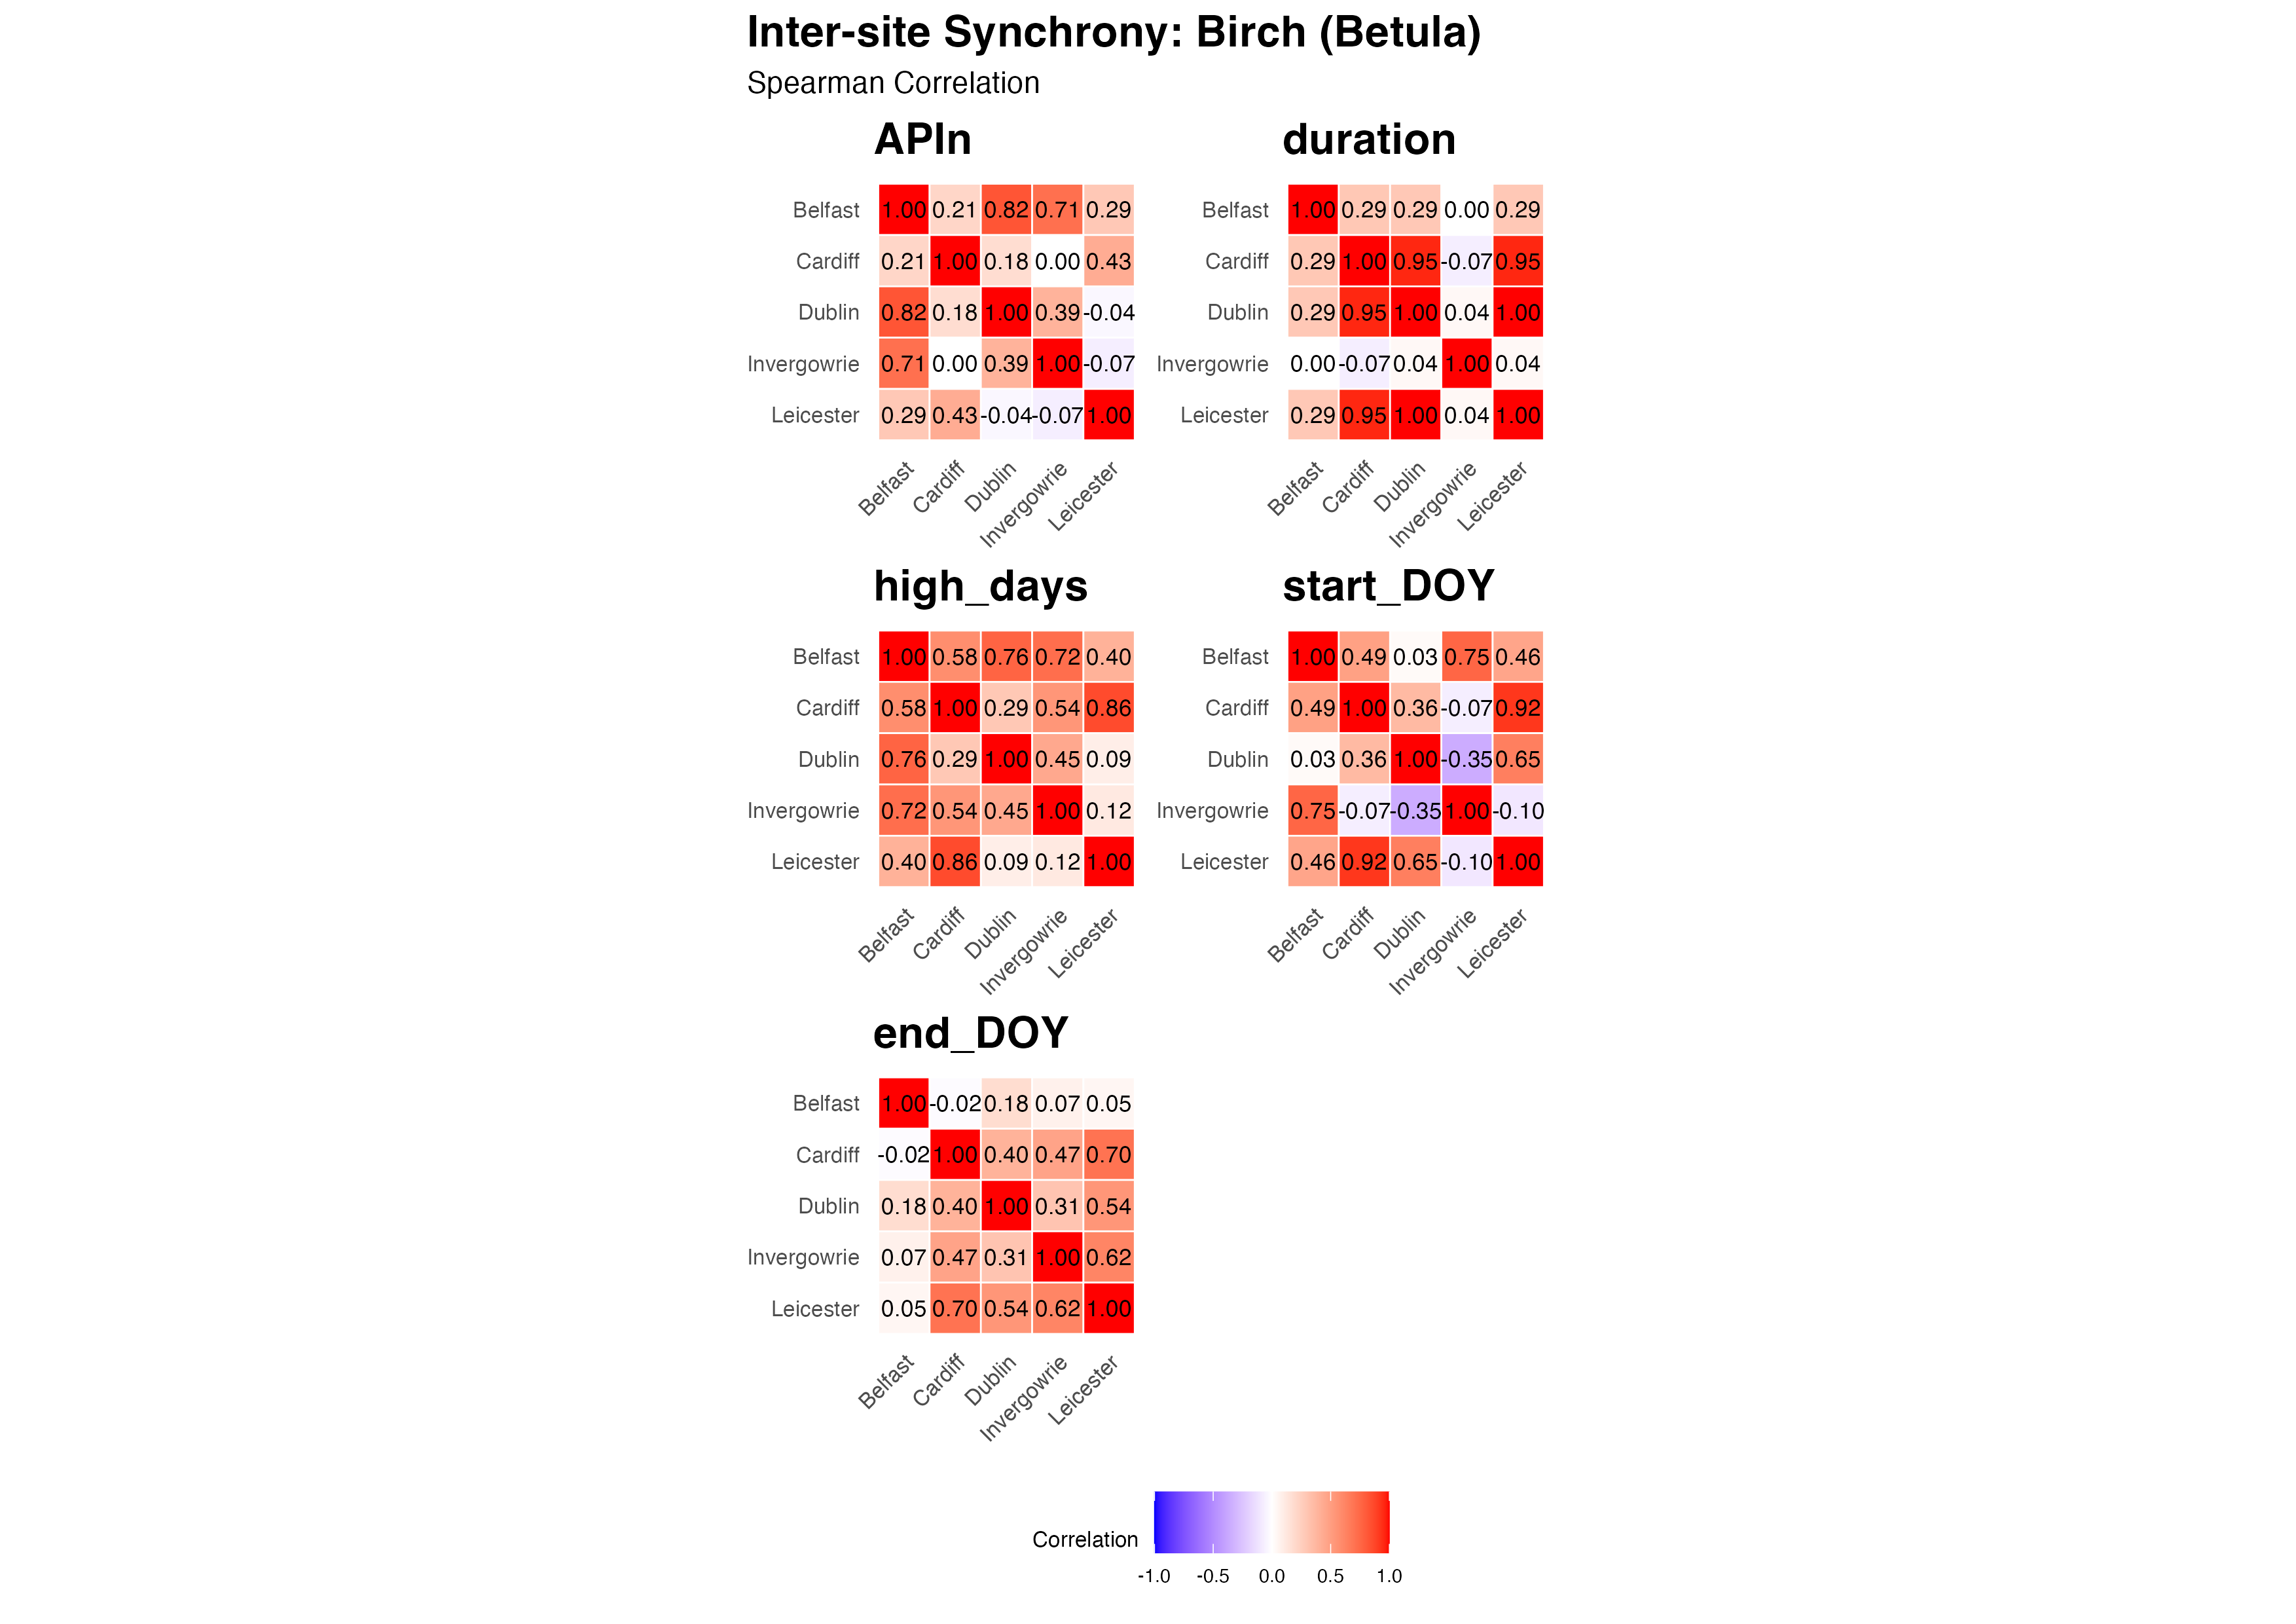 Inter-site Synchrony: Birch (Betula)
Spearman Correlation
APIn duration
Belfast 1.00 0.21 0.82 0.71 0.29 Belfast 1.00 0.29 0.29 0.00 0.29
Cardiff 0.21 1.00 0.18 0.00 0.43 Cardiff 0.29 1.00 0.95 -0.07 0.95
Dublin 0.82 0.18 1.00 0.39 -0.04 Dublin 0.29 0.95 1.00 0.04 1.00
Invergowrie 0.71 0.00 0.39 1.00 -0.07 Invergowrie 0.00 -0.07 0.04 1.00 0.04
Leicester 0.29 0.43 -0.04 -0.07 1.00 Leicester 0.29 0.95 1.00 0.04 1.00
Belfast Cardiff Dublin Invergowrie Leicester Belfast Cardiff Dublin Invergowrie Leicester
high_days start_DOY
Belfast 1.00 0.58 0.76 0.72 0.40 Belfast 1.00 0.49 0.03 0.75 0.46
Cardiff 0.58 1.00 0.29 0.54 0.86 Cardiff 0.49 1.00 0.36 -0.07 0.92
Dublin 0.76 0.29 1.00 0.45 0.09 Dublin 0.03 0.36 1.00 -0.35 0.65
Invergowrie 0.72 0.54 0.45 1.00 0.12 Invergowrie 0.75 -0.07 -0.35 1.00 -0.10
Leicester 0.40 0.86 0.09 0.12 1.00 Leicester 0.46 0.92 0.65 -0.10 1.00
Belfast Cardiff Dublin Invergowrie Leicester Belfast Cardiff Dublin Invergowrie Leicester
end_DOY
Belfast 1.00 -0.02 0.18 0.07 0.05
Cardiff -0.02 1.00 0.40 0.47 0.70
Dublin 0.18 0.40 1.00 0.31 0.54
Invergowrie 0.07 0.47 0.31 1.00 0.62
Leicester 0.05 0.70 0.54 0.62 1.00
Belfast Cardiff Dublin Invergowrie Leicester
Correlation
-1.0 -0.5 0.0 0.5 1.0